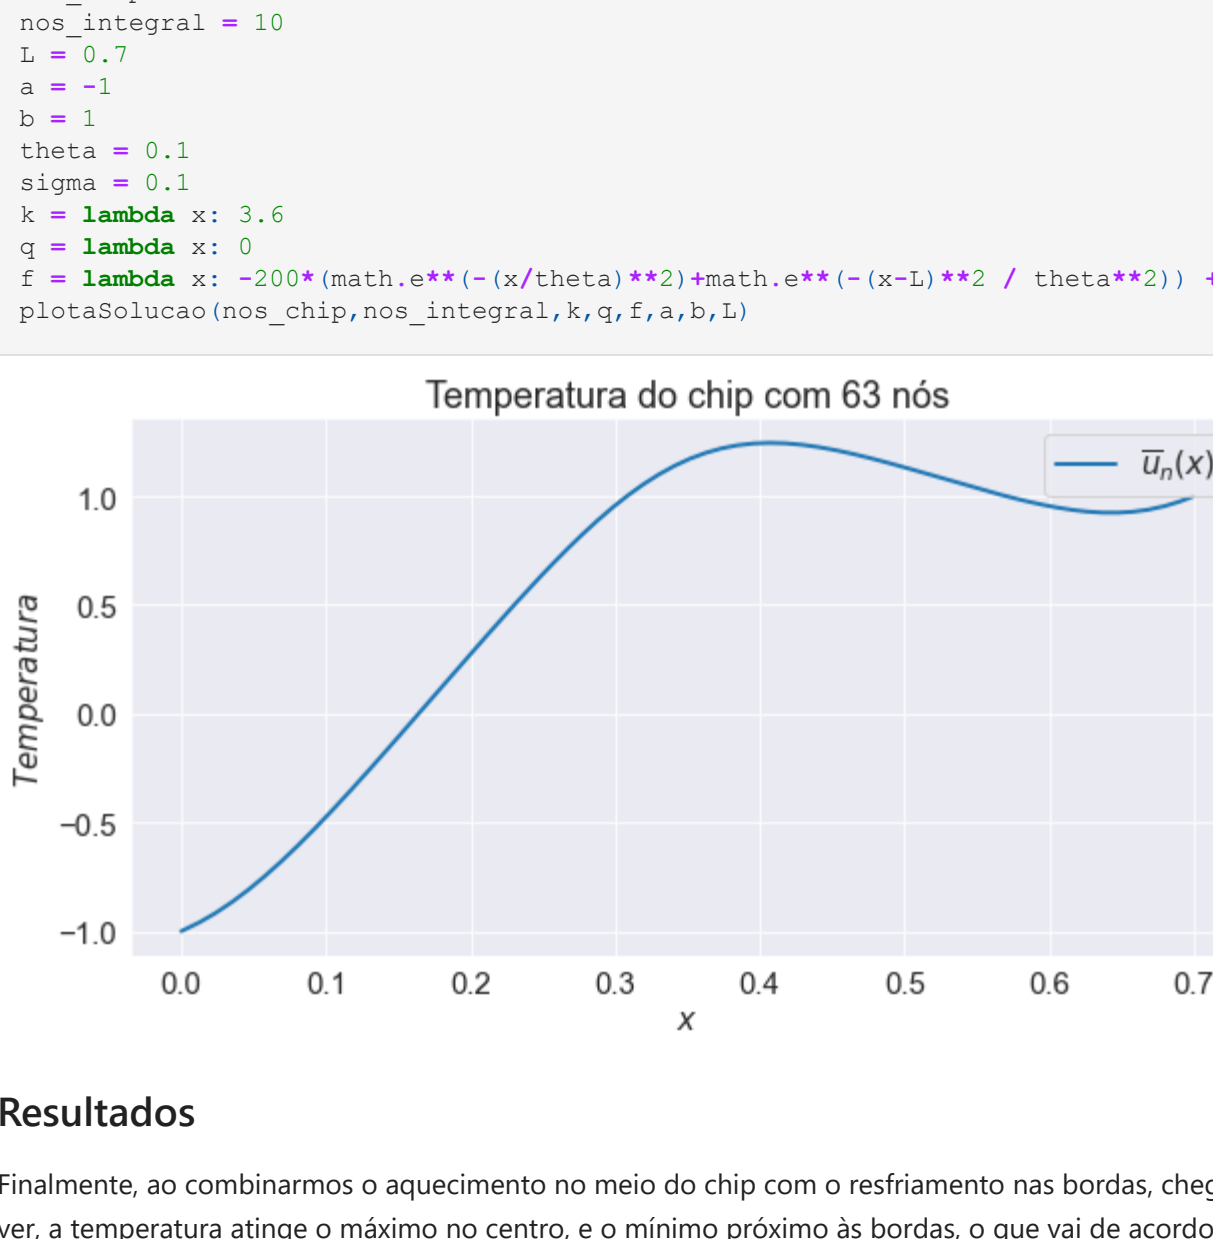 nos_integral = 10
L = 0.7
a = -1
b = 1
theta = 0.1
sigma = 0.1
k = lambda x: 3.6
q = lambda x: 0
f = lambda x: -200*(math.e**(-(x/theta)**2)+math.e**(-(x-L)**2 / theta**2)) +
plotaSolucao(nos_chip,nos_integral,k,q,f,a,b,L)
Temperatura do chip com 63 nós
u̅ₙ(x)
1.0
0.5
0.0
−0.5
−1.0
Temperatura
0.0 0.1 0.2 0.3 0.4 0.5 0.6 0.7
x
Resultados
Finalmente, ao combinarmos o aquecimento no meio do chip com o resfriamento nas bordas, cheg
ver, a temperatura atinge o máximo no centro, e o mínimo próximo às bordas, o que vai de acordo